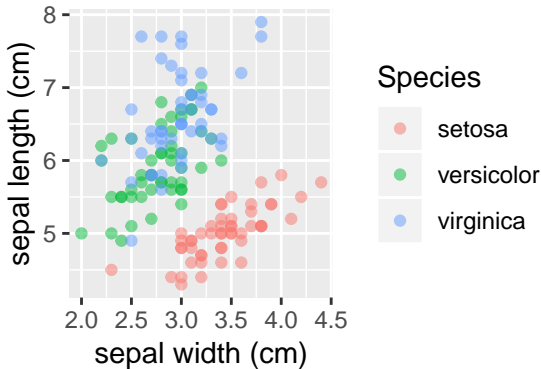 8
7
6
5
2.0 2.5 3.0 3.5 4.0 4.5
sepal length (cm)
sepal width (cm)
Species
setosa
versicolor
virginica